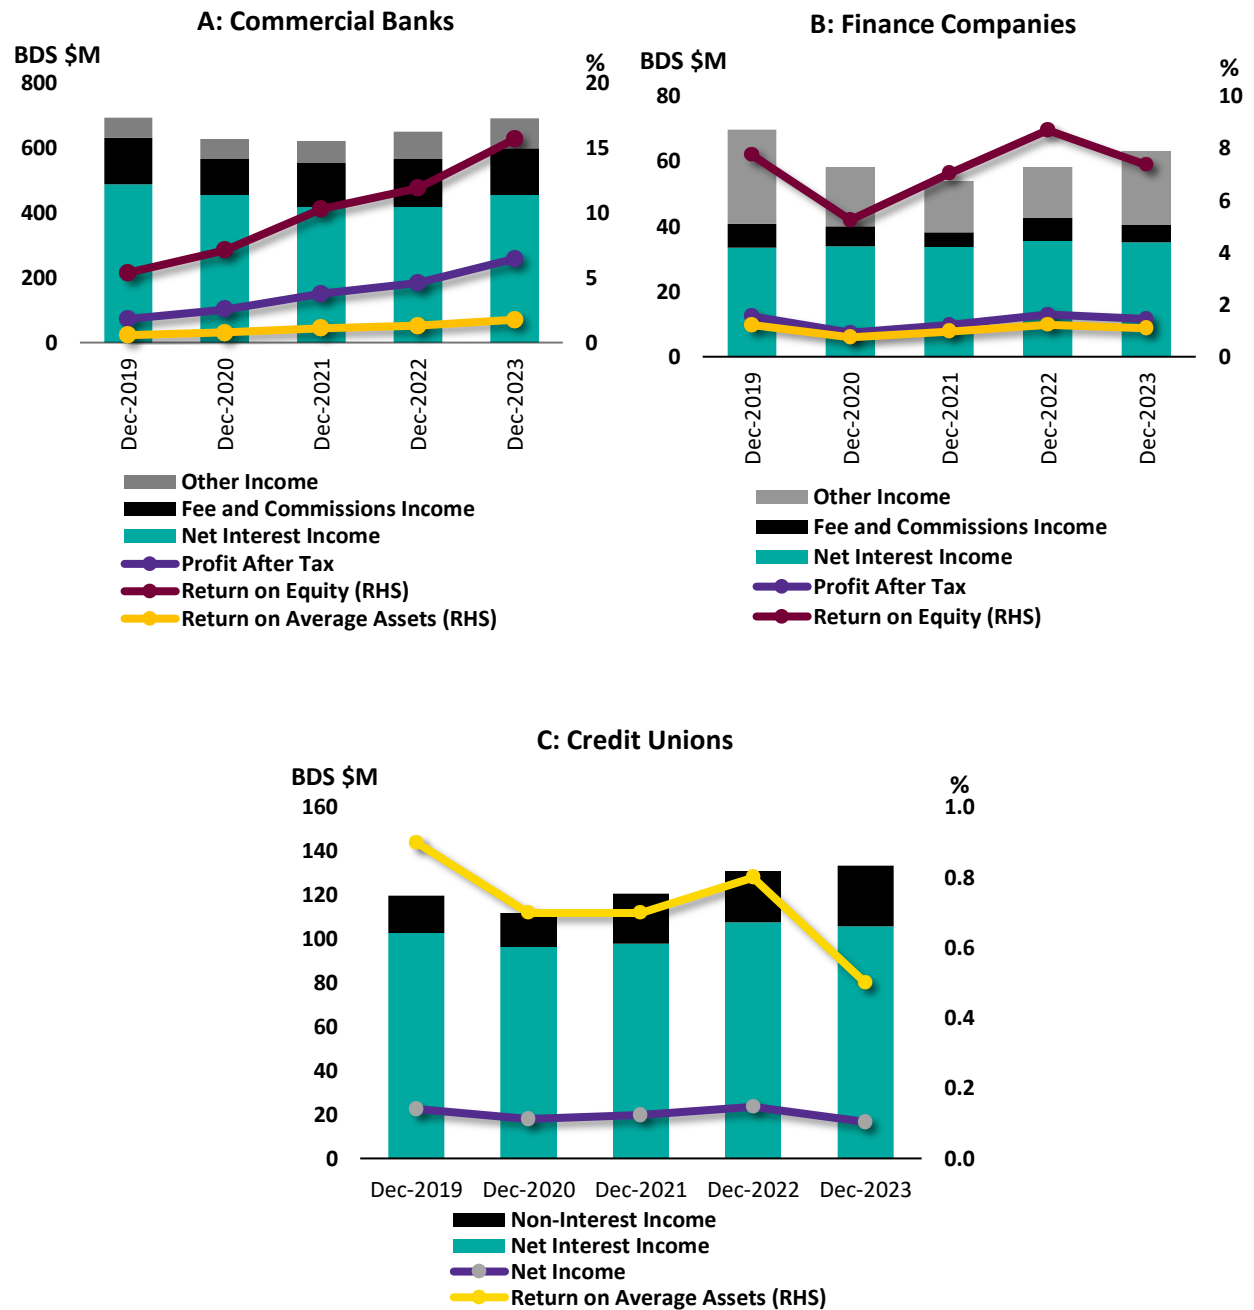 A: Commercial Banks
BDS $M
%
800
600
400
200
0
20
15
10
5
0
Dec-2019
Dec-2020
Dec-2021
Dec-2022
Dec-2023
Other Income
Fee and Commissions Income
Net Interest Income
Profit After Tax
Return on Equity (RHS)
Return on Average Assets (RHS)
B: Finance Companies
BDS $M
%
80
60
40
20
0
10
8
6
4
2
0
Dec-2019
Dec-2020
Dec-2021
Dec-2022
Dec-2023
Other Income
Fee and Commissions Income
Net Interest Income
Profit After Tax
Return on Equity (RHS)
C: Credit Unions
BDS $M
%
160
140
120
100
80
60
40
20
0
1.0
0.8
0.6
0.4
0.2
0.0
Dec-2019 Dec-2020 Dec-2021 Dec-2022 Dec-2023
Non-Interest Income
Net Interest Income
Net Income
Return on Average Assets (RHS)